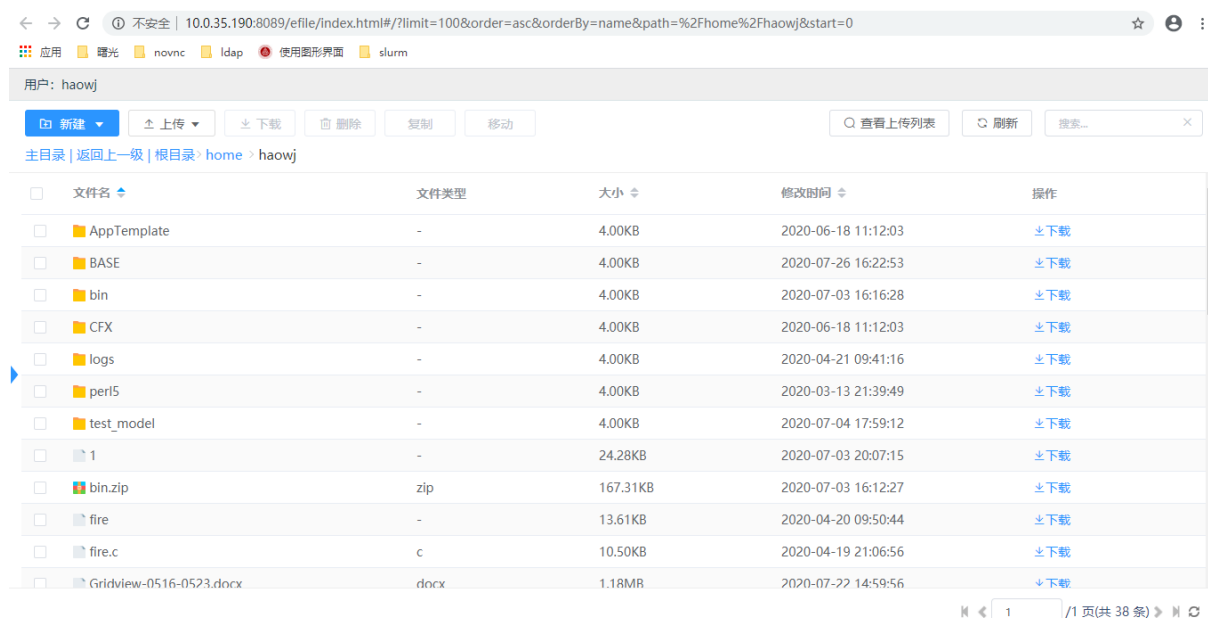 不安全 | 10.0.35.190:8089/efile/index.html#/?limit=100&order=asc&orderBy=name&path=%2Fhome%2Fhaowj&start=0
应用 曙光 novnc ldap 使用图形界面 slurm
用户：haowj
新建 上传 下载 删除 复制 移动 查看上传列表 刷新 搜索...
主目录 | 返回上一级 | 根目录 › home › haowj
文件名 文件类型 大小 修改时间 操作
AppTemplate - 4.00KB 2020-06-18 11:12:03 下载
BASE - 4.00KB 2020-07-26 16:22:53 下载
bin - 4.00KB 2020-07-03 16:16:28 下载
CFX - 4.00KB 2020-06-18 11:12:03 下载
logs - 4.00KB 2020-04-21 09:41:16 下载
perl5 - 4.00KB 2020-03-13 21:39:49 下载
test_model - 4.00KB 2020-07-04 17:59:12 下载
1 - 24.28KB 2020-07-03 20:07:15 下载
bin.zip zip 167.31KB 2020-07-03 16:12:27 下载
fire - 13.61KB 2020-04-20 09:50:44 下载
fire.c c 10.50KB 2020-04-19 21:06:56 下载
Gridview-0516-0523.docx docx 1.18MB 2020-07-22 14:59:56 下载
1 /1 页(共 38 条)